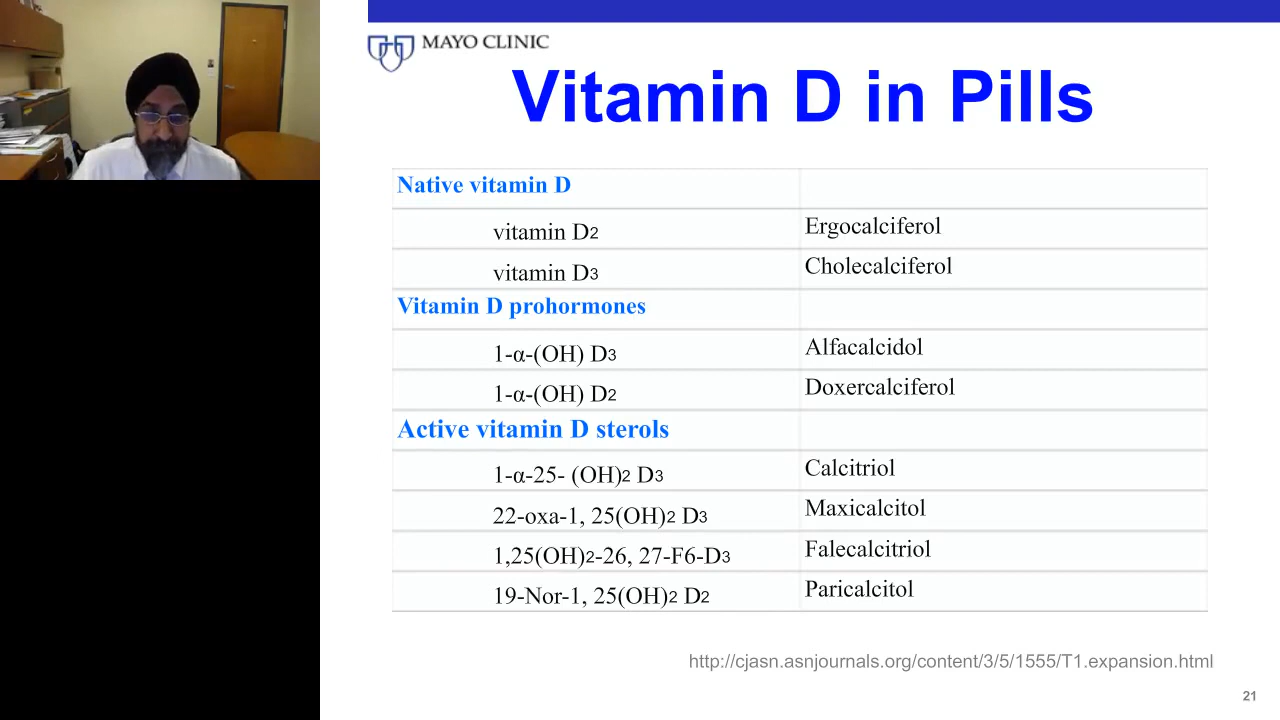 MAYO CLINIC
Vitamin D in Pills
Native vitamin D
vitamin D2 Ergocalciferol
vitamin D3 Cholecalciferol
Vitamin D prohormones
1-α-(OH) D3 Alfacalcidol
1-α-(OH) D2 Doxercalciferol
Active vitamin D sterols
1-α-25- (OH)2 D3 Calcitriol
22-oxa-1, 25(OH)2 D3 Maxicalcitol
1,25(OH)2-26, 27-F6-D3 Falecalcitriol
19-Nor-1, 25(OH)2 D2 Paricalcitol
http://cjasn.asnjournals.org/content/3/5/1555/T1.expansion.html
21